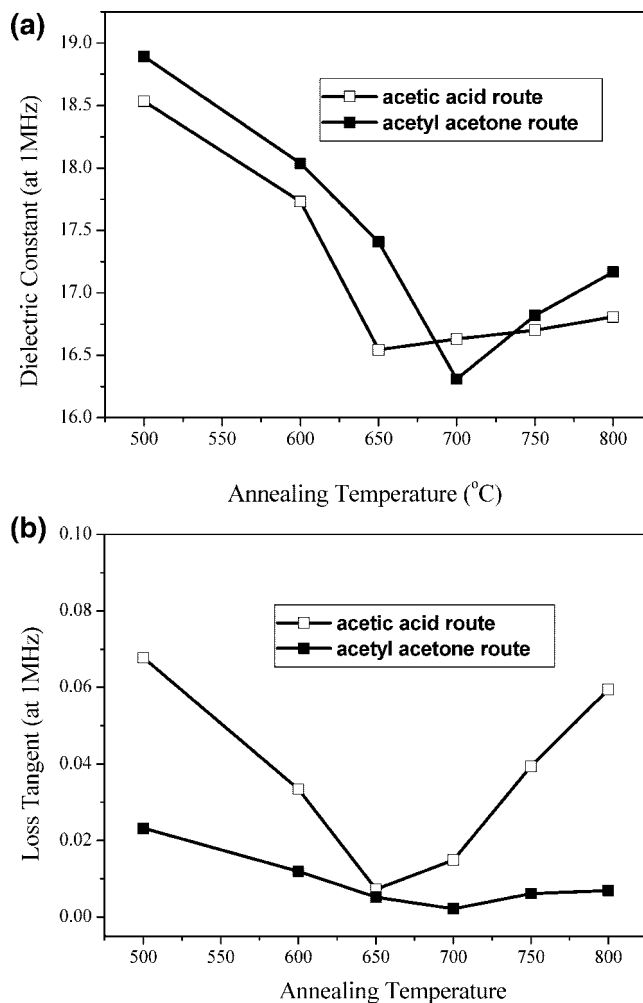 (a)
19.0
18.5
18.0
17.5
17.0
16.5
16.0
Dielectric Constant (at 1MHz)
acetic acid route
acetyl acetone route
500 600 650 700 750 800
Annealing Temperature (°C)
(b)
0.10
0.08
0.06
0.04
0.02
0.00
Loss Tangent (at 1MHz)
acetic acid route
acetyl acetone route
500 600 650 700 750 800
Annealing Temperature